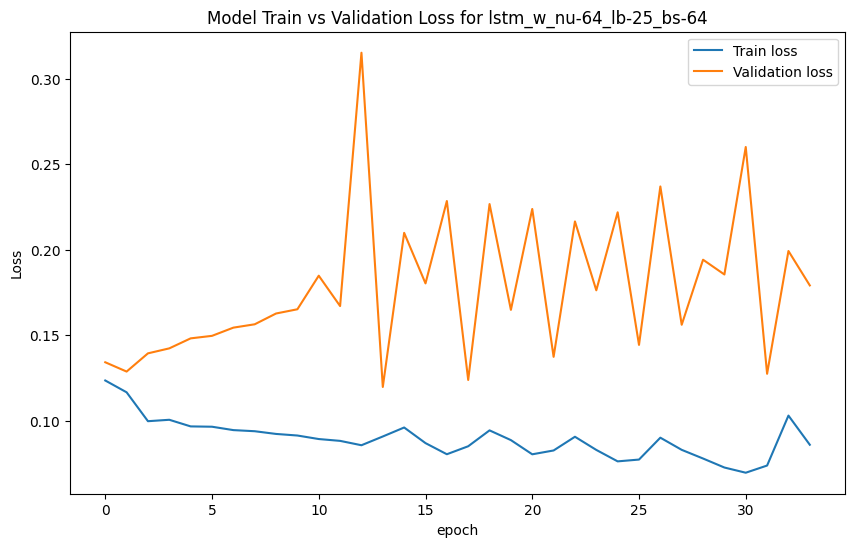 Model Train vs Validation Loss for lstm_w_nu-64_lb-25_bs-64
Train loss
Validation loss
0.30
0.25
0.20
0.15
0.10
Loss
0 5 10 15 20 25 30
epoch